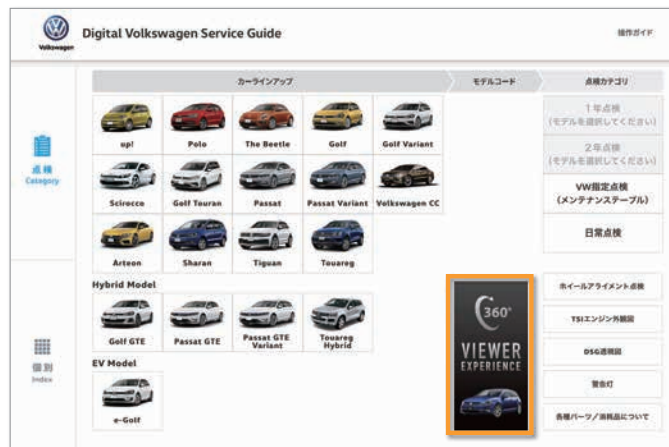 Volkswagen
Digital Volkswagen Service Guide
操作ガイド
カーラインアップ
モデルコード
点検カテゴリ
点検
Category
個別
Indice
up!
Polo
The Beetle
Golf
Golf Variant
Scirocco
Golf Touran
Passat
Passat Variant
Volkswagen CC
Arteon
Sharan
Tiguan
Touareg
Hybrid Model
Golf GTE
Passat GTE
Passat GTE
Variant
Touareg
Hybrid
EV Model
e-Golf
360°
VIEWER
EXPERIENCE
1年点検
(モデルを選択してください)
2年点検
(モデルを選択してください)
VW指定点検
(メンテナンステーブル)
日常点検
ホイールアライメント点検
TSIエンジン外観図
DSG透視図
警告灯
各種パーツ/消耗品について